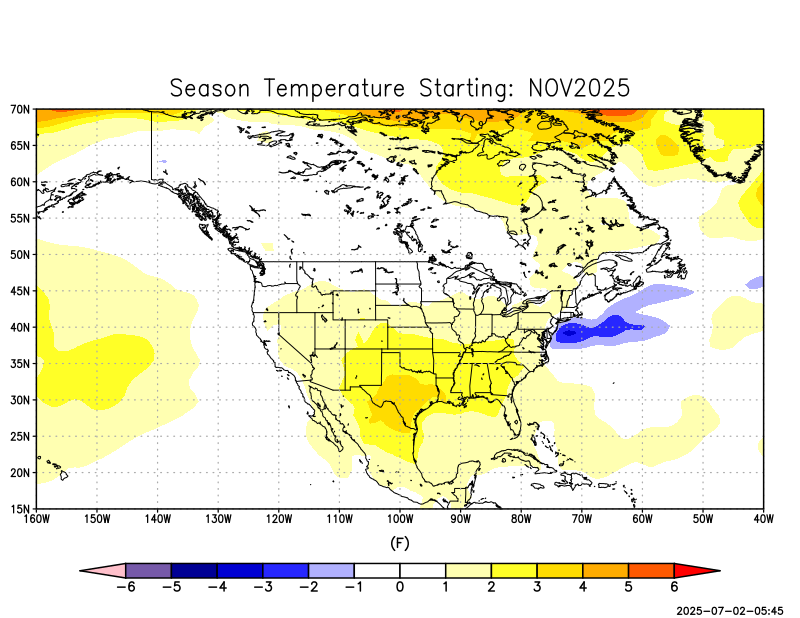 Season Temperature Starting: NOV2025
70N
65N
60N
55N
50N
45N
40N
35N
30N
25N
20N
15N
160W 150W 140W 130W 120W 110W 100W 90W 80W 70W 60W 50W 40W
(F)
−6 −5 −4 −3 −2 −1 0 1 2 3 4 5 6
2025-07-02-05:45